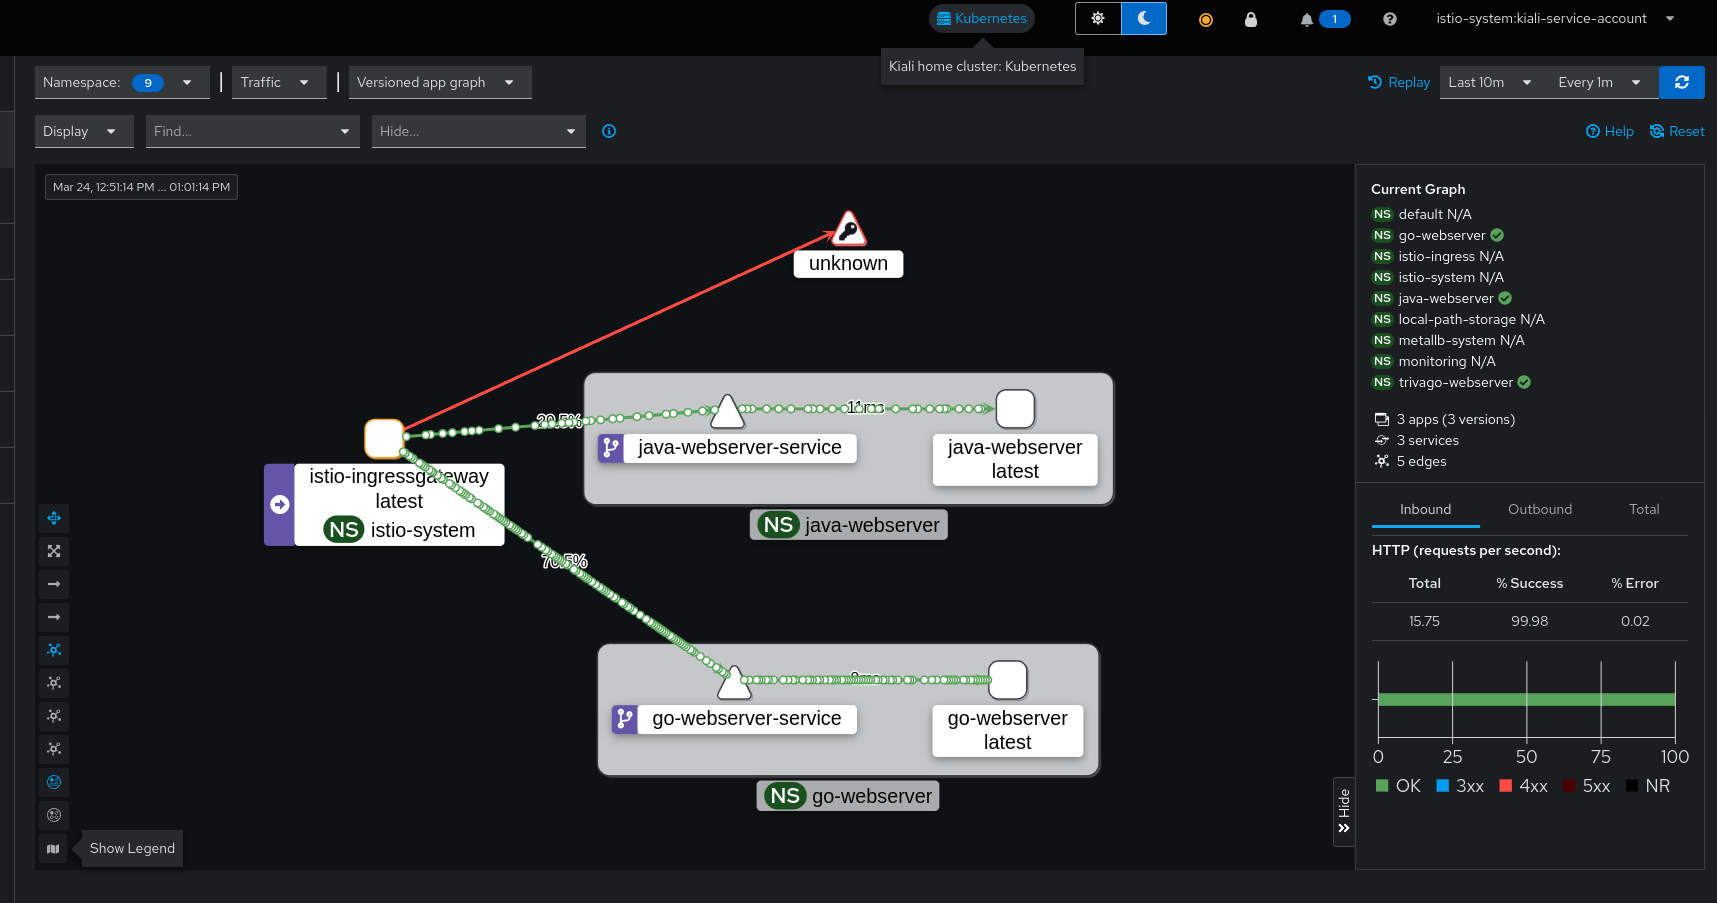 Kubernetes
1
istio-system:kiali-service-account
Kiali home cluster: Kubernetes
Namespace: 9
Traffic
Versioned app graph
Replay
Last 10m
Every 1m
Display
Find...
Hide...
Help
Reset
Mar 24, 12:51:14 PM ... 01:01:14 PM
unknown
11ms
java-webserver-service
java-webserver
latest
NS java-webserver
istio-ingressgateway
latest
NS istio-system
go-webserver-service
go-webserver
latest
NS go-webserver
Show Legend
Hide
Current Graph
NS default N/A
NS go-webserver
NS istio-ingress N/A
NS istio-system N/A
NS java-webserver
NS local-path-storage N/A
NS metallb-system N/A
NS monitoring N/A
NS trivago-webserver
3 apps (3 versions)
3 services
5 edges
Inbound
Outbound
Total
HTTP (requests per second):
Total % Success % Error
15.75 99.98 0.02
0 25 50 75 100
OK 3xx 4xx 5xx NR